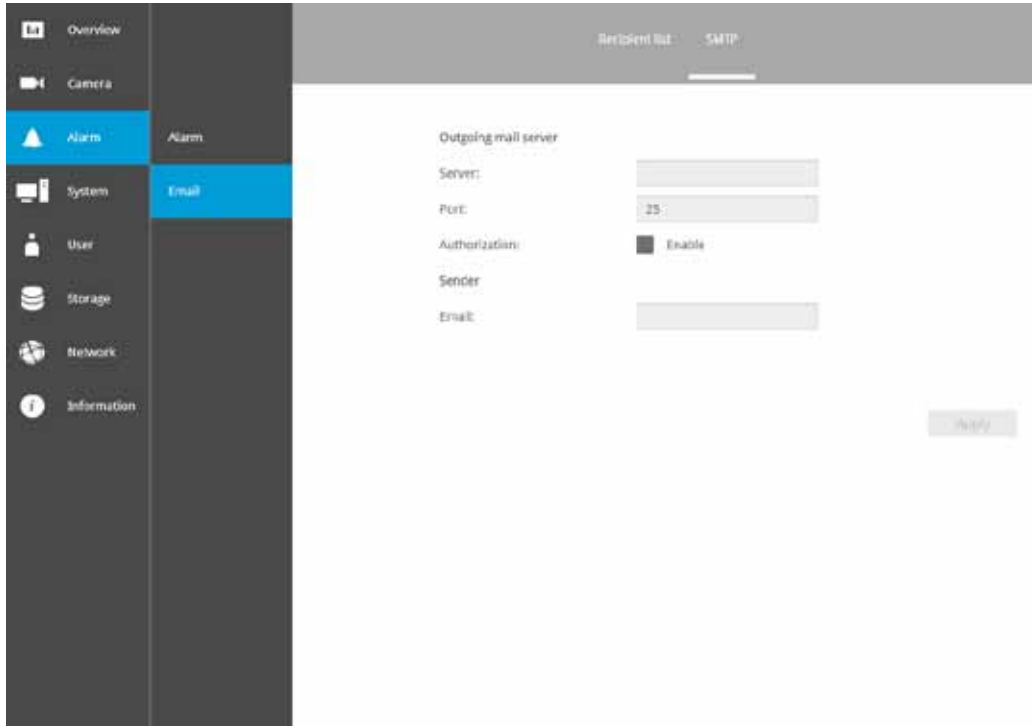 Overview
Camera
Alarm
System
User
Storage
Network
Information
Alarm
Email
Recipient list SMTP
Outgoing mail server
Server:
Port: 25
Authorization: Enable
Sender
Email:
Apply